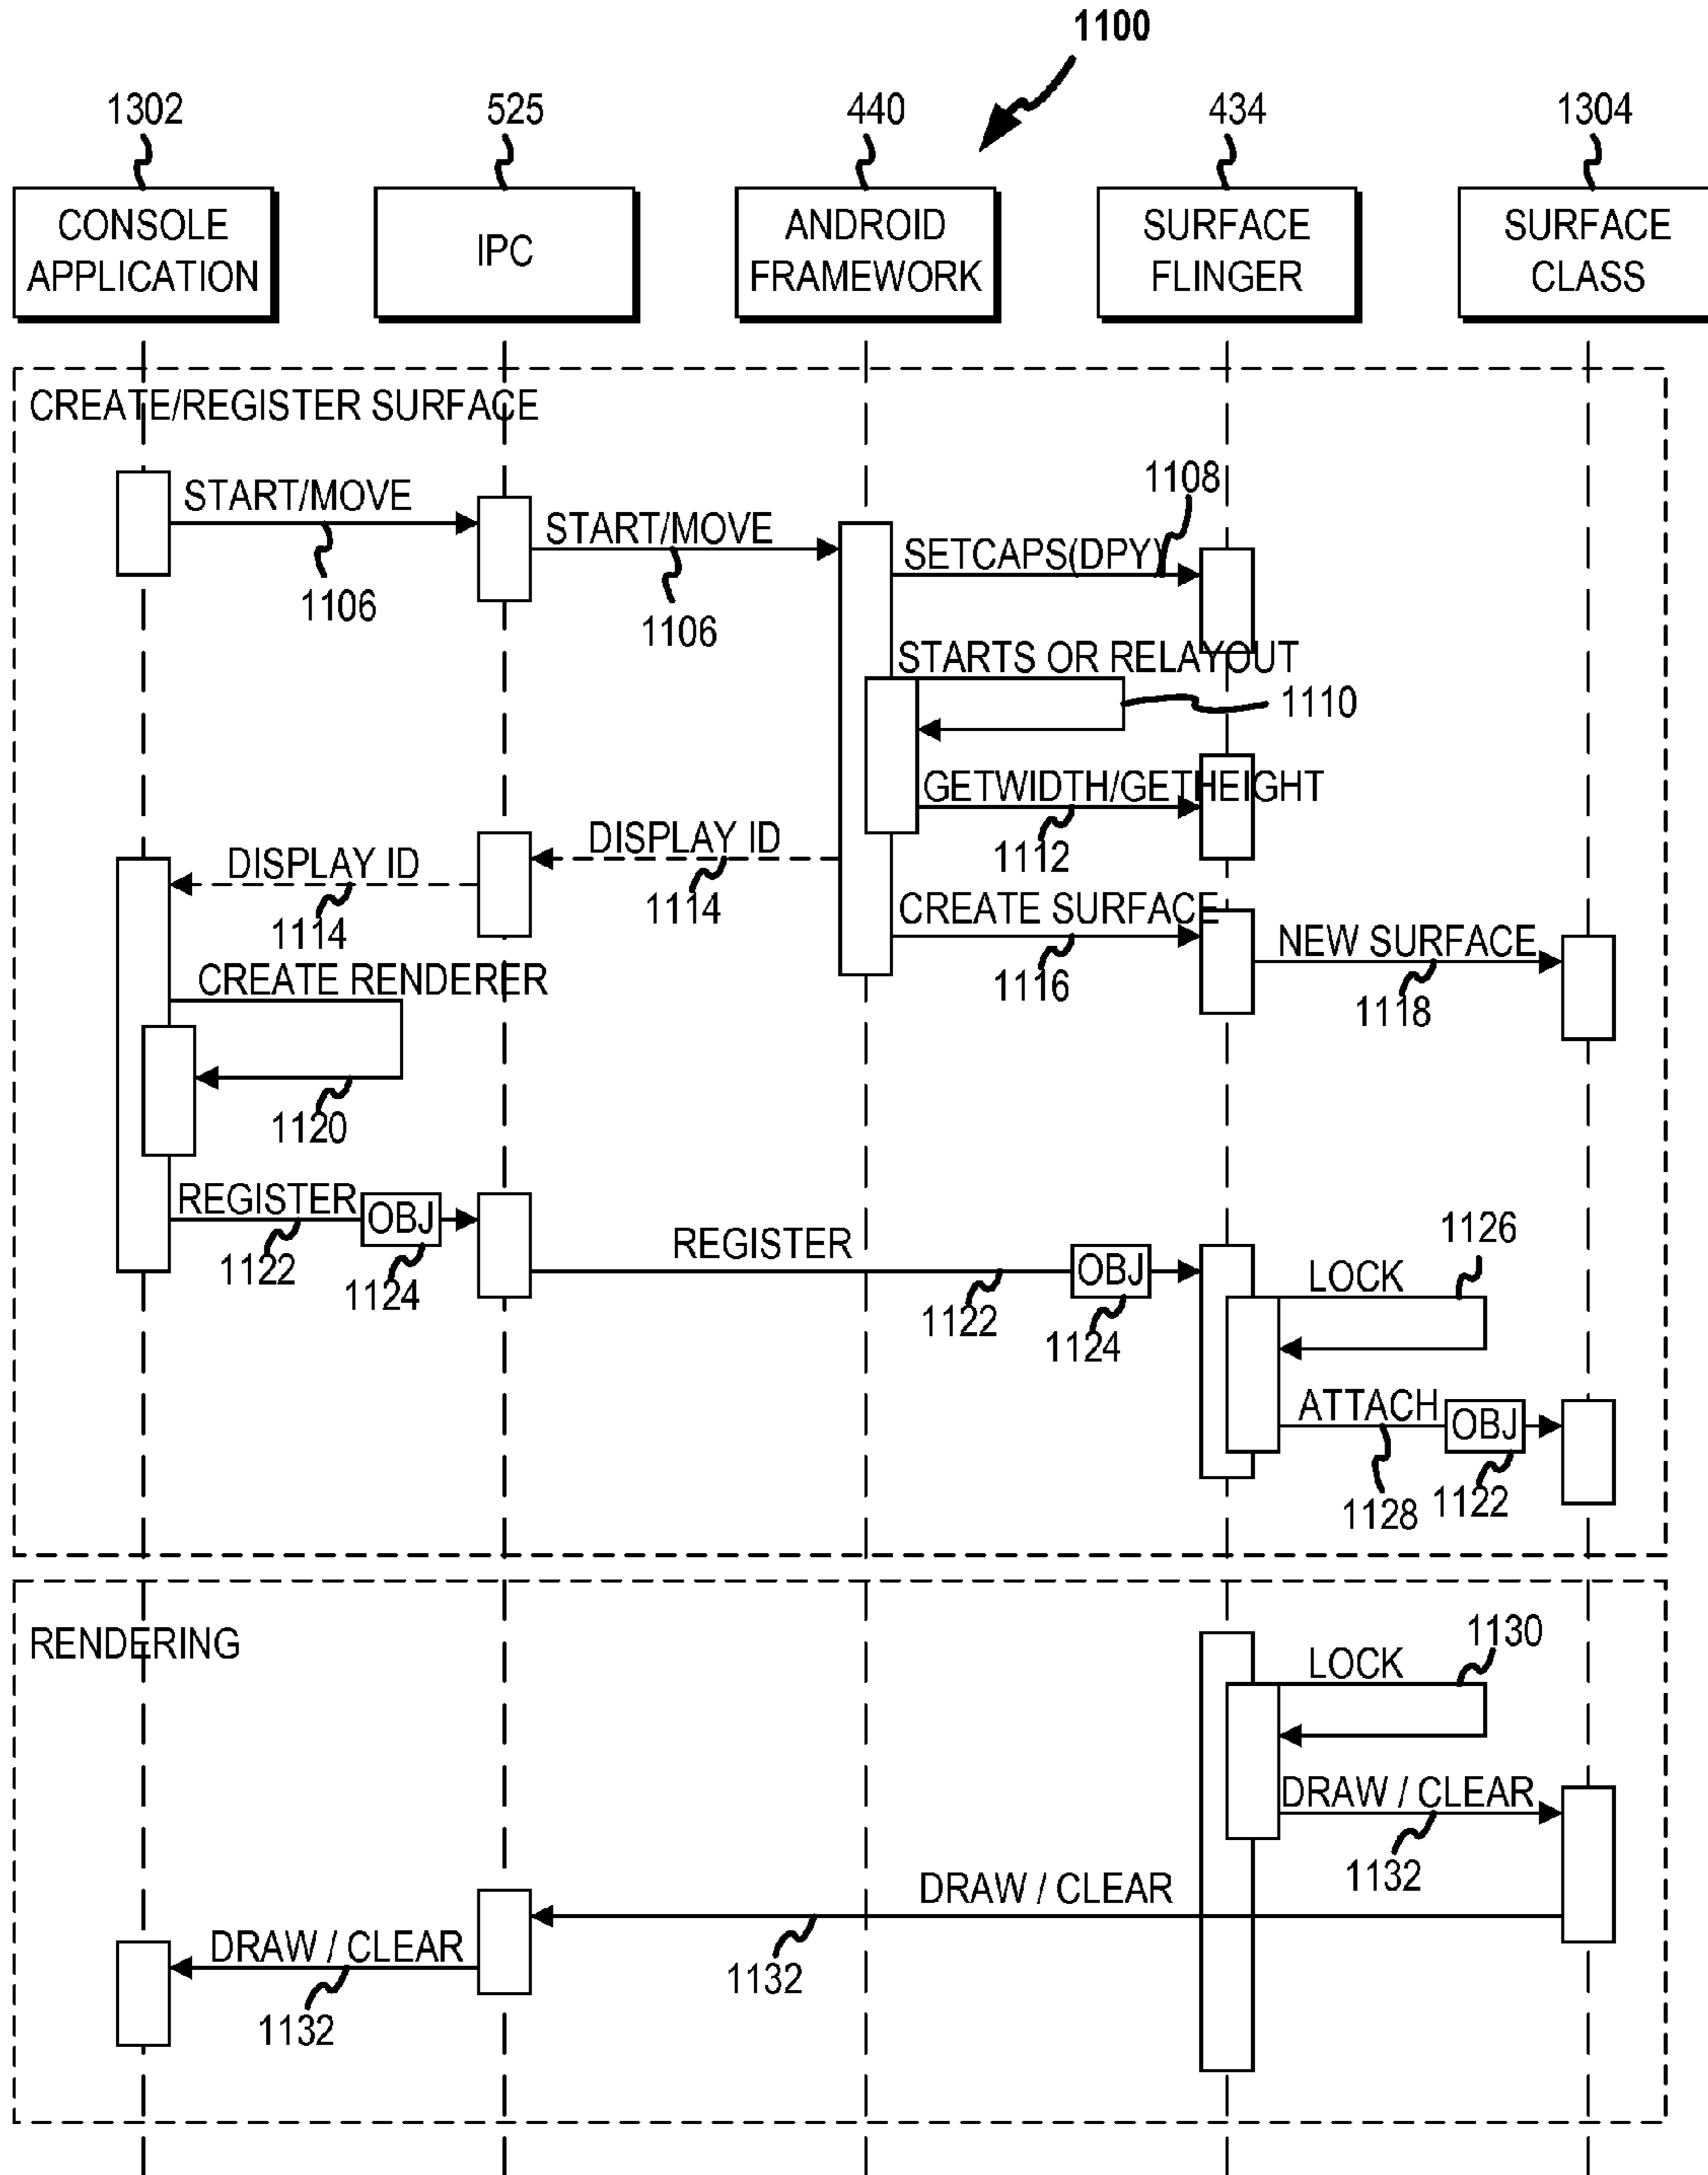 1100
1302
525
440
434
1304
CONSOLE
APPLICATION
IPC
ANDROID
FRAMEWORK
SURFACE
FLINGER
SURFACE
CLASS
CREATE/REGISTER SURFACE
START/MOVE
1106
START/MOVE
1106
SETCAPS(DPY)
1108
STARTS OR RELAYOUT
1110
GETWIDTH/GETHEIGHT
1112
DISPLAY ID
1114
DISPLAY ID
1114
CREATE SURFACE
1116
NEW SURFACE
1118
CREATE RENDERER
1120
REGISTER
OBJ
1122
1124
REGISTER
OBJ
1122
1124
1126
LOCK
ATTACH
OBJ
1128
1122
RENDERING
1130
LOCK
DRAW / CLEAR
1132
DRAW / CLEAR
1132
DRAW / CLEAR
1132